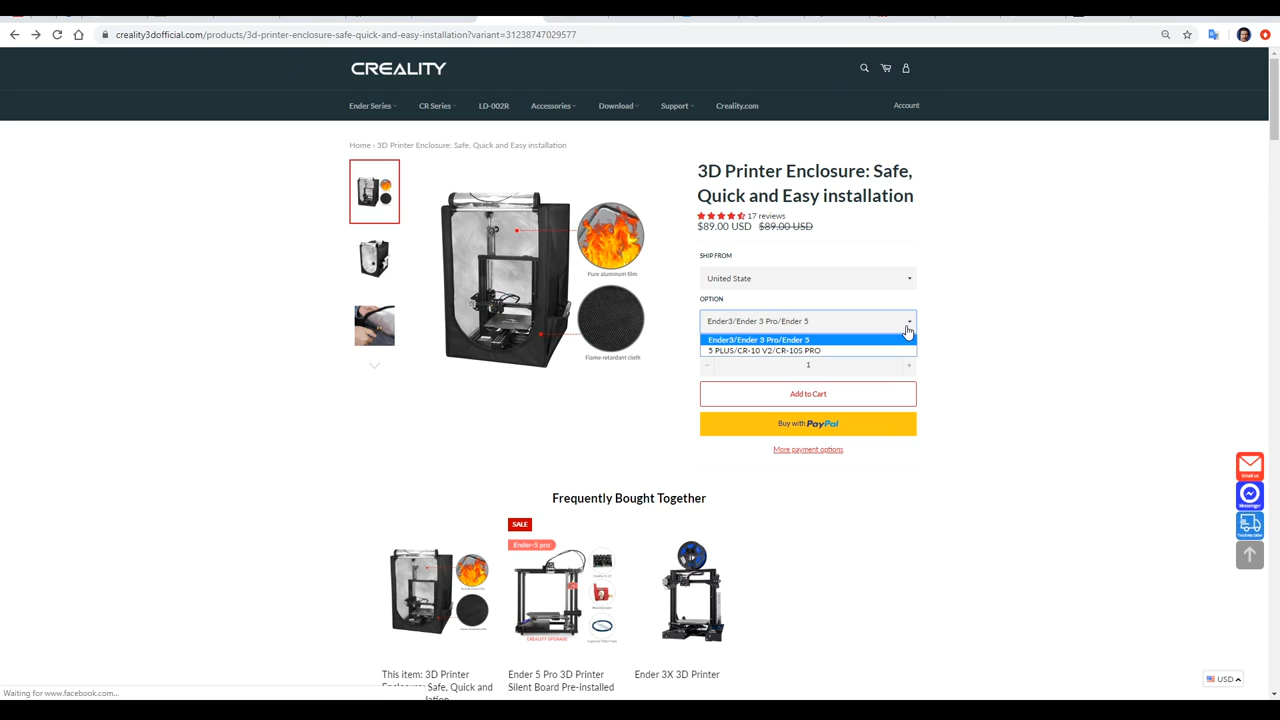 creality3dofficial.com/products/3d-printer-enclosure-safe-quick-and-easy-installation?variant=31238747029577
CREALITY
Ender Series
CR Series
LD-002R
Accessories
Download
Support
Creality.com
Account
Home › 3D Printer Enclosure: Safe, Quick and Easy installation
3D Printer Enclosure: Safe,
Quick and Easy installation
17 reviews
$89.00 USD $89.00 USD
SHIP FROM
United State
OPTION
Ender3/Ender 3 Pro/Ender 5
Ender3/Ender 3 Pro/Ender 5
5 PLUS/CR-10 V2/CR-10S PRO
− 1 +
Add to Cart
Buy with PayPal
More payment options
Pure aluminum film
Flame-retardant cloth
Email us
Messenger
Frequently Bought Together
SALE
Ender-5 pro
CREALITY UPGRADE
This item: 3D Printer
Enclosure: Safe, Quick and
Ender 5 Pro 3D Printer
Silent Board Pre-installed
Ender 3X 3D Printer
USD
Waiting for www.facebook.com...